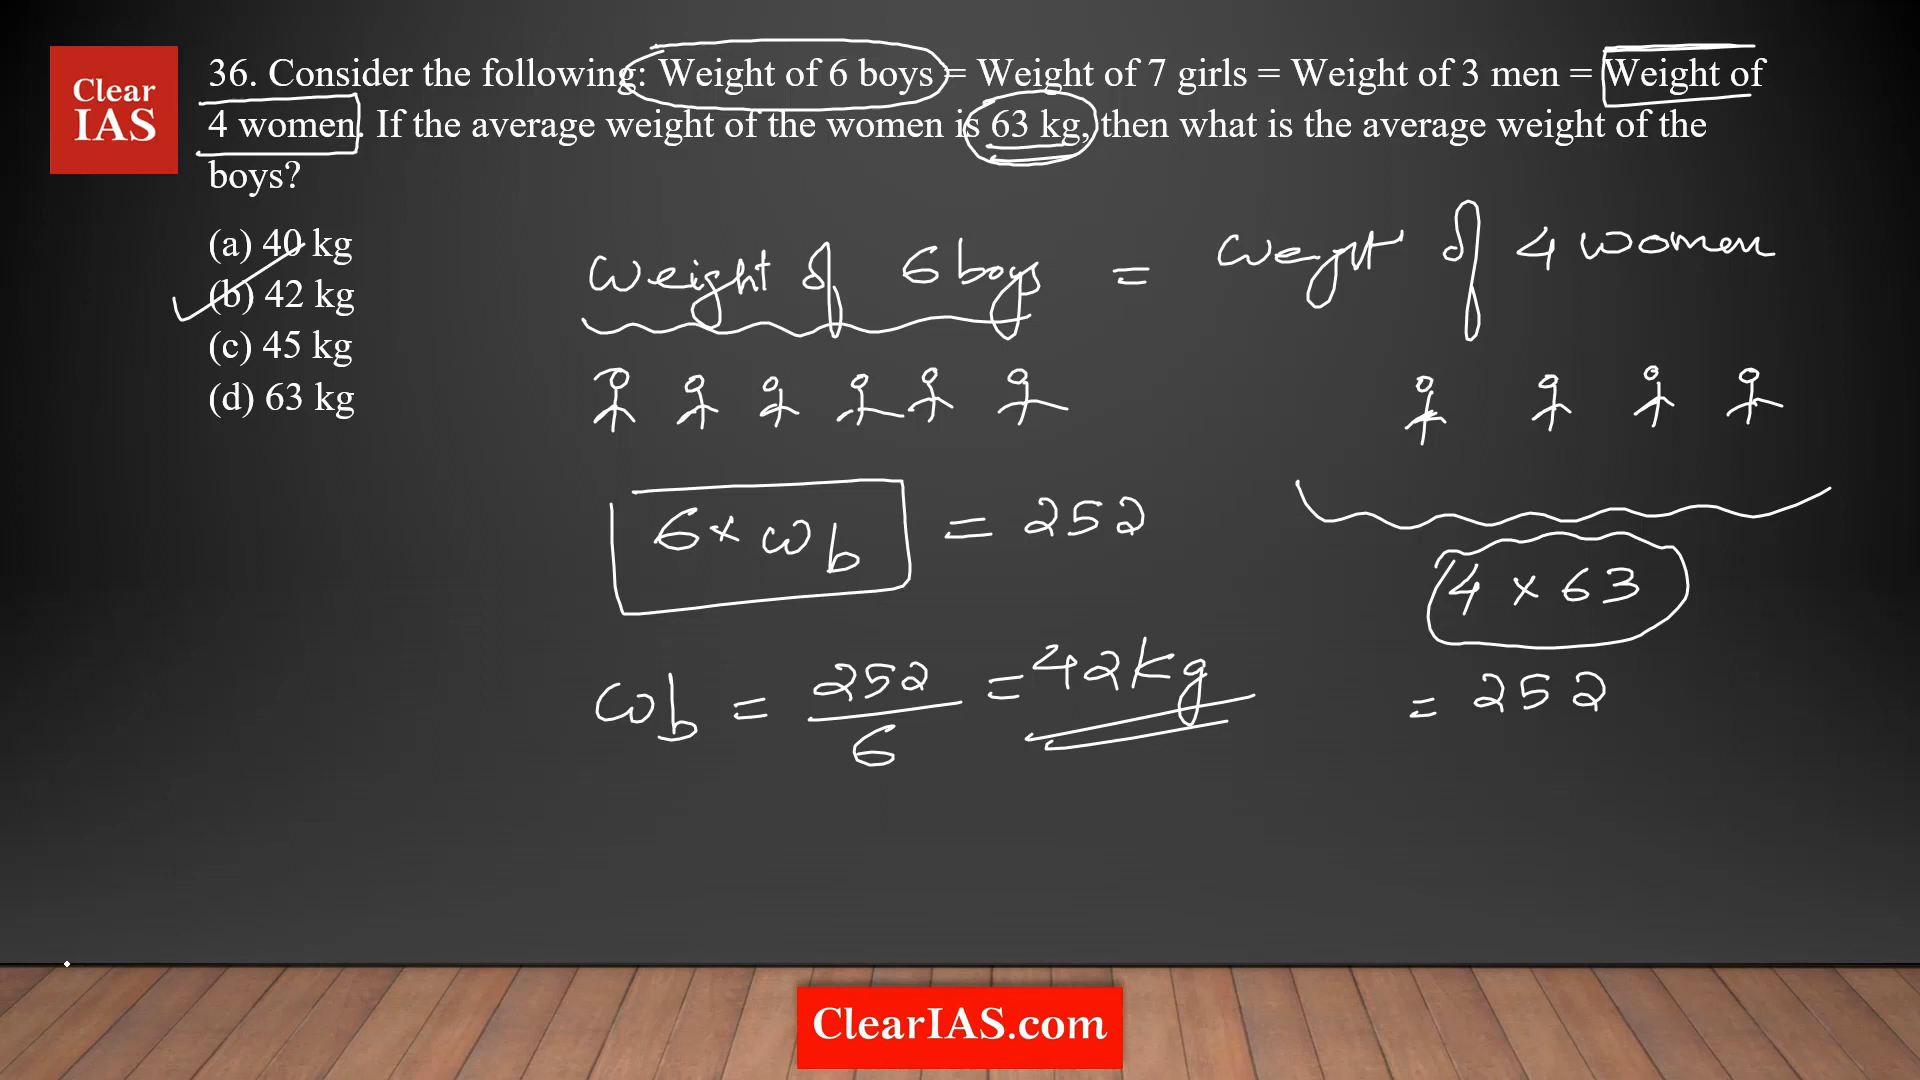 Clear
IAS
36. Consider the following: Weight of 6 boys = Weight of 7 girls = Weight of 3 men = Weight of
4 women. If the average weight of the women is 63 kg, then what is the average weight of the
boys?
(a) 40 kg
(b) 42 kg
(c) 45 kg
(d) 63 kg
Weight of 6 boys = Weight of 4 women
6 × wb = 252
4 × 63
= 252
wb = 252/6 = 42kg
ClearIAS.com